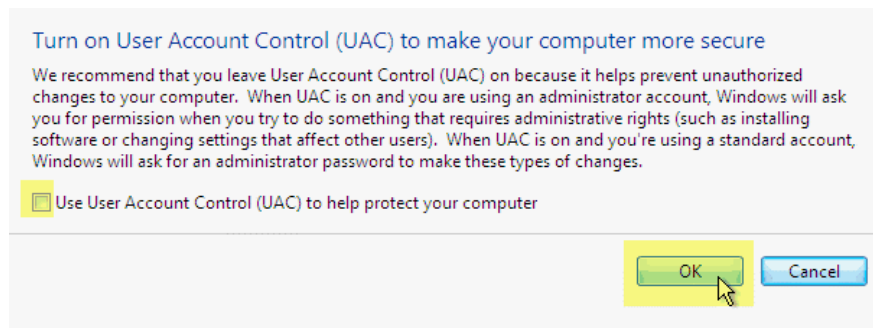 Turn on User Account Control (UAC) to make your computer more secure
We recommend that you leave User Account Control (UAC) on because it helps prevent unauthorized
changes to your computer. When UAC is on and you are using an administrator account, Windows will ask
you for permission when you try to do something that requires administrative rights (such as installing
software or changing settings that affect other users). When UAC is on and you're using a standard account,
Windows will ask for an administrator password to make these types of changes.
Use User Account Control (UAC) to help protect your computer
OK Cancel